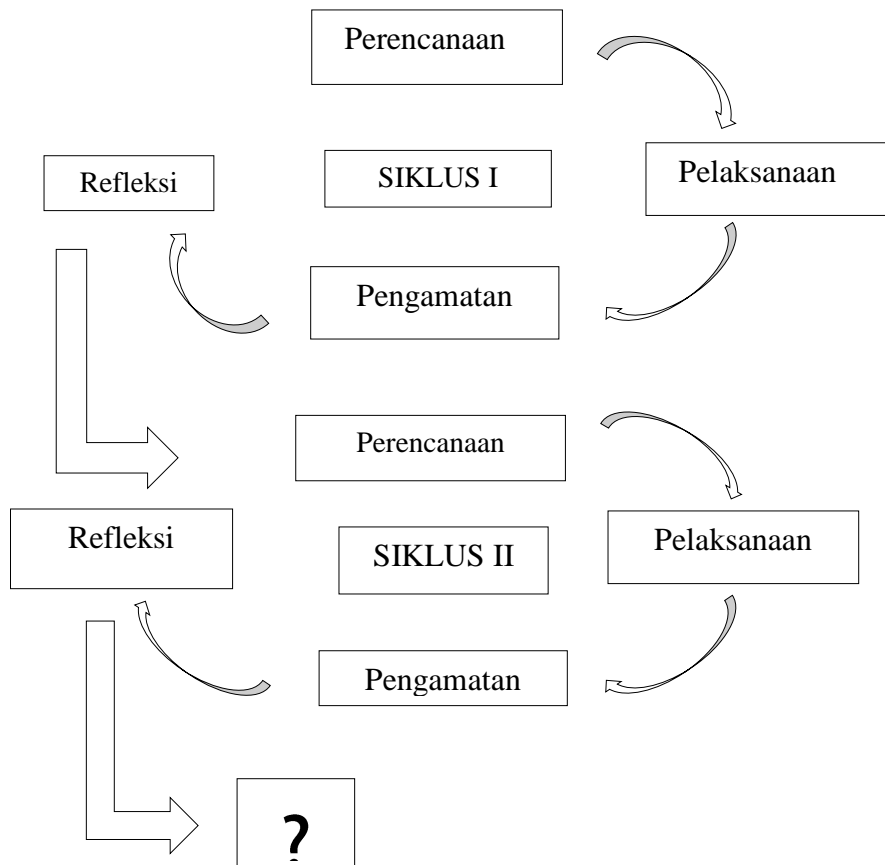 Perencanaan
Refleksi
SIKLUS I
Pelaksanaan
Pengamatan
Perencanaan
Refleksi
SIKLUS II
Pelaksanaan
Pengamatan
?